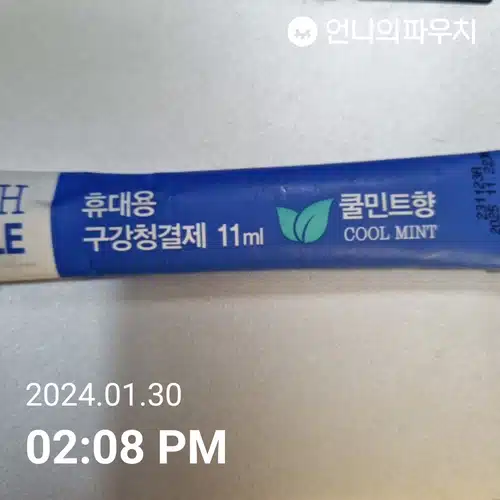 언니의파우치
H
LE
휴대용
구강청결제 11ml
쿨민트향
COOL MINT
2024.01.30
02:08 PM